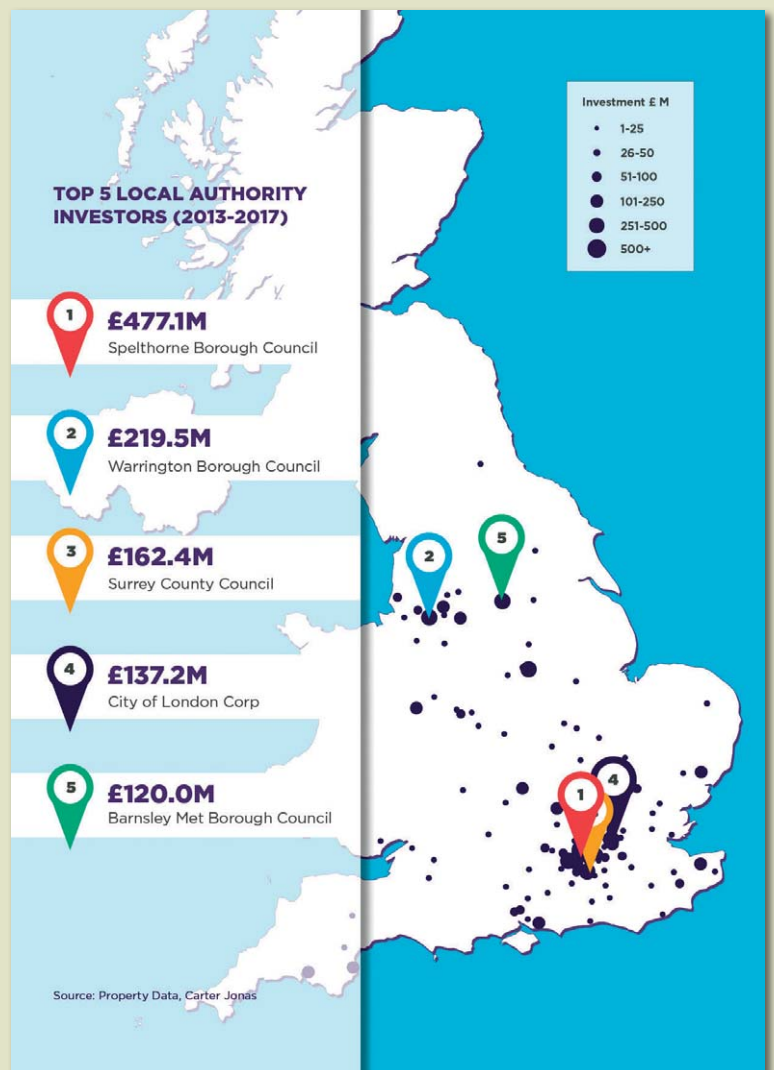 TOP 5 LOCAL AUTHORITY
INVESTORS (2013-2017)
1
£477.1M
Spelthorne Borough Council
2
£219.5M
Warrington Borough Council
3
£162.4M
Surrey County Council
4
£137.2M
City of London Corp
5
£120.0M
Barnsley Met Borough Council
Source: Property Data, Carter Jonas
Investment £ M
1-25
26-50
51-100
101-250
251-500
500+
2
5
1
4